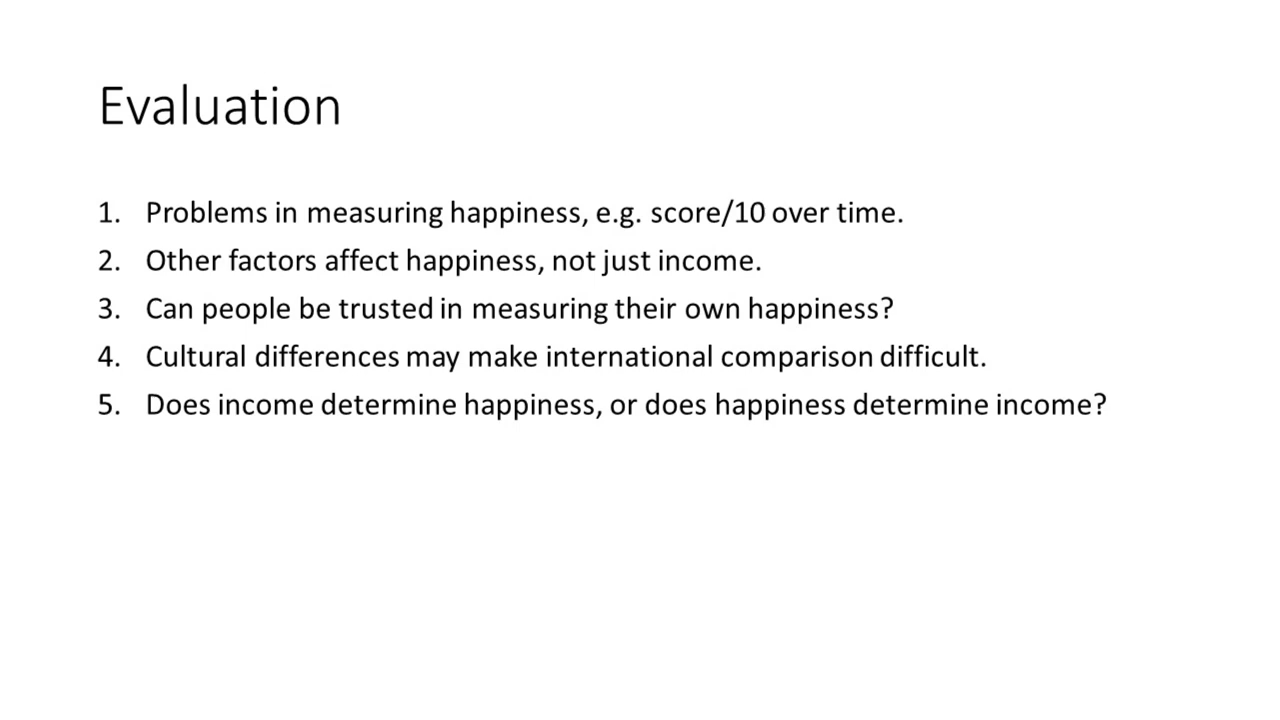 Evaluation
1. Problems in measuring happiness, e.g. score/10 over time.
2. Other factors affect happiness, not just income.
3. Can people be trusted in measuring their own happiness?
4. Cultural differences may make international comparison difficult.
5. Does income determine happiness, or does happiness determine income?